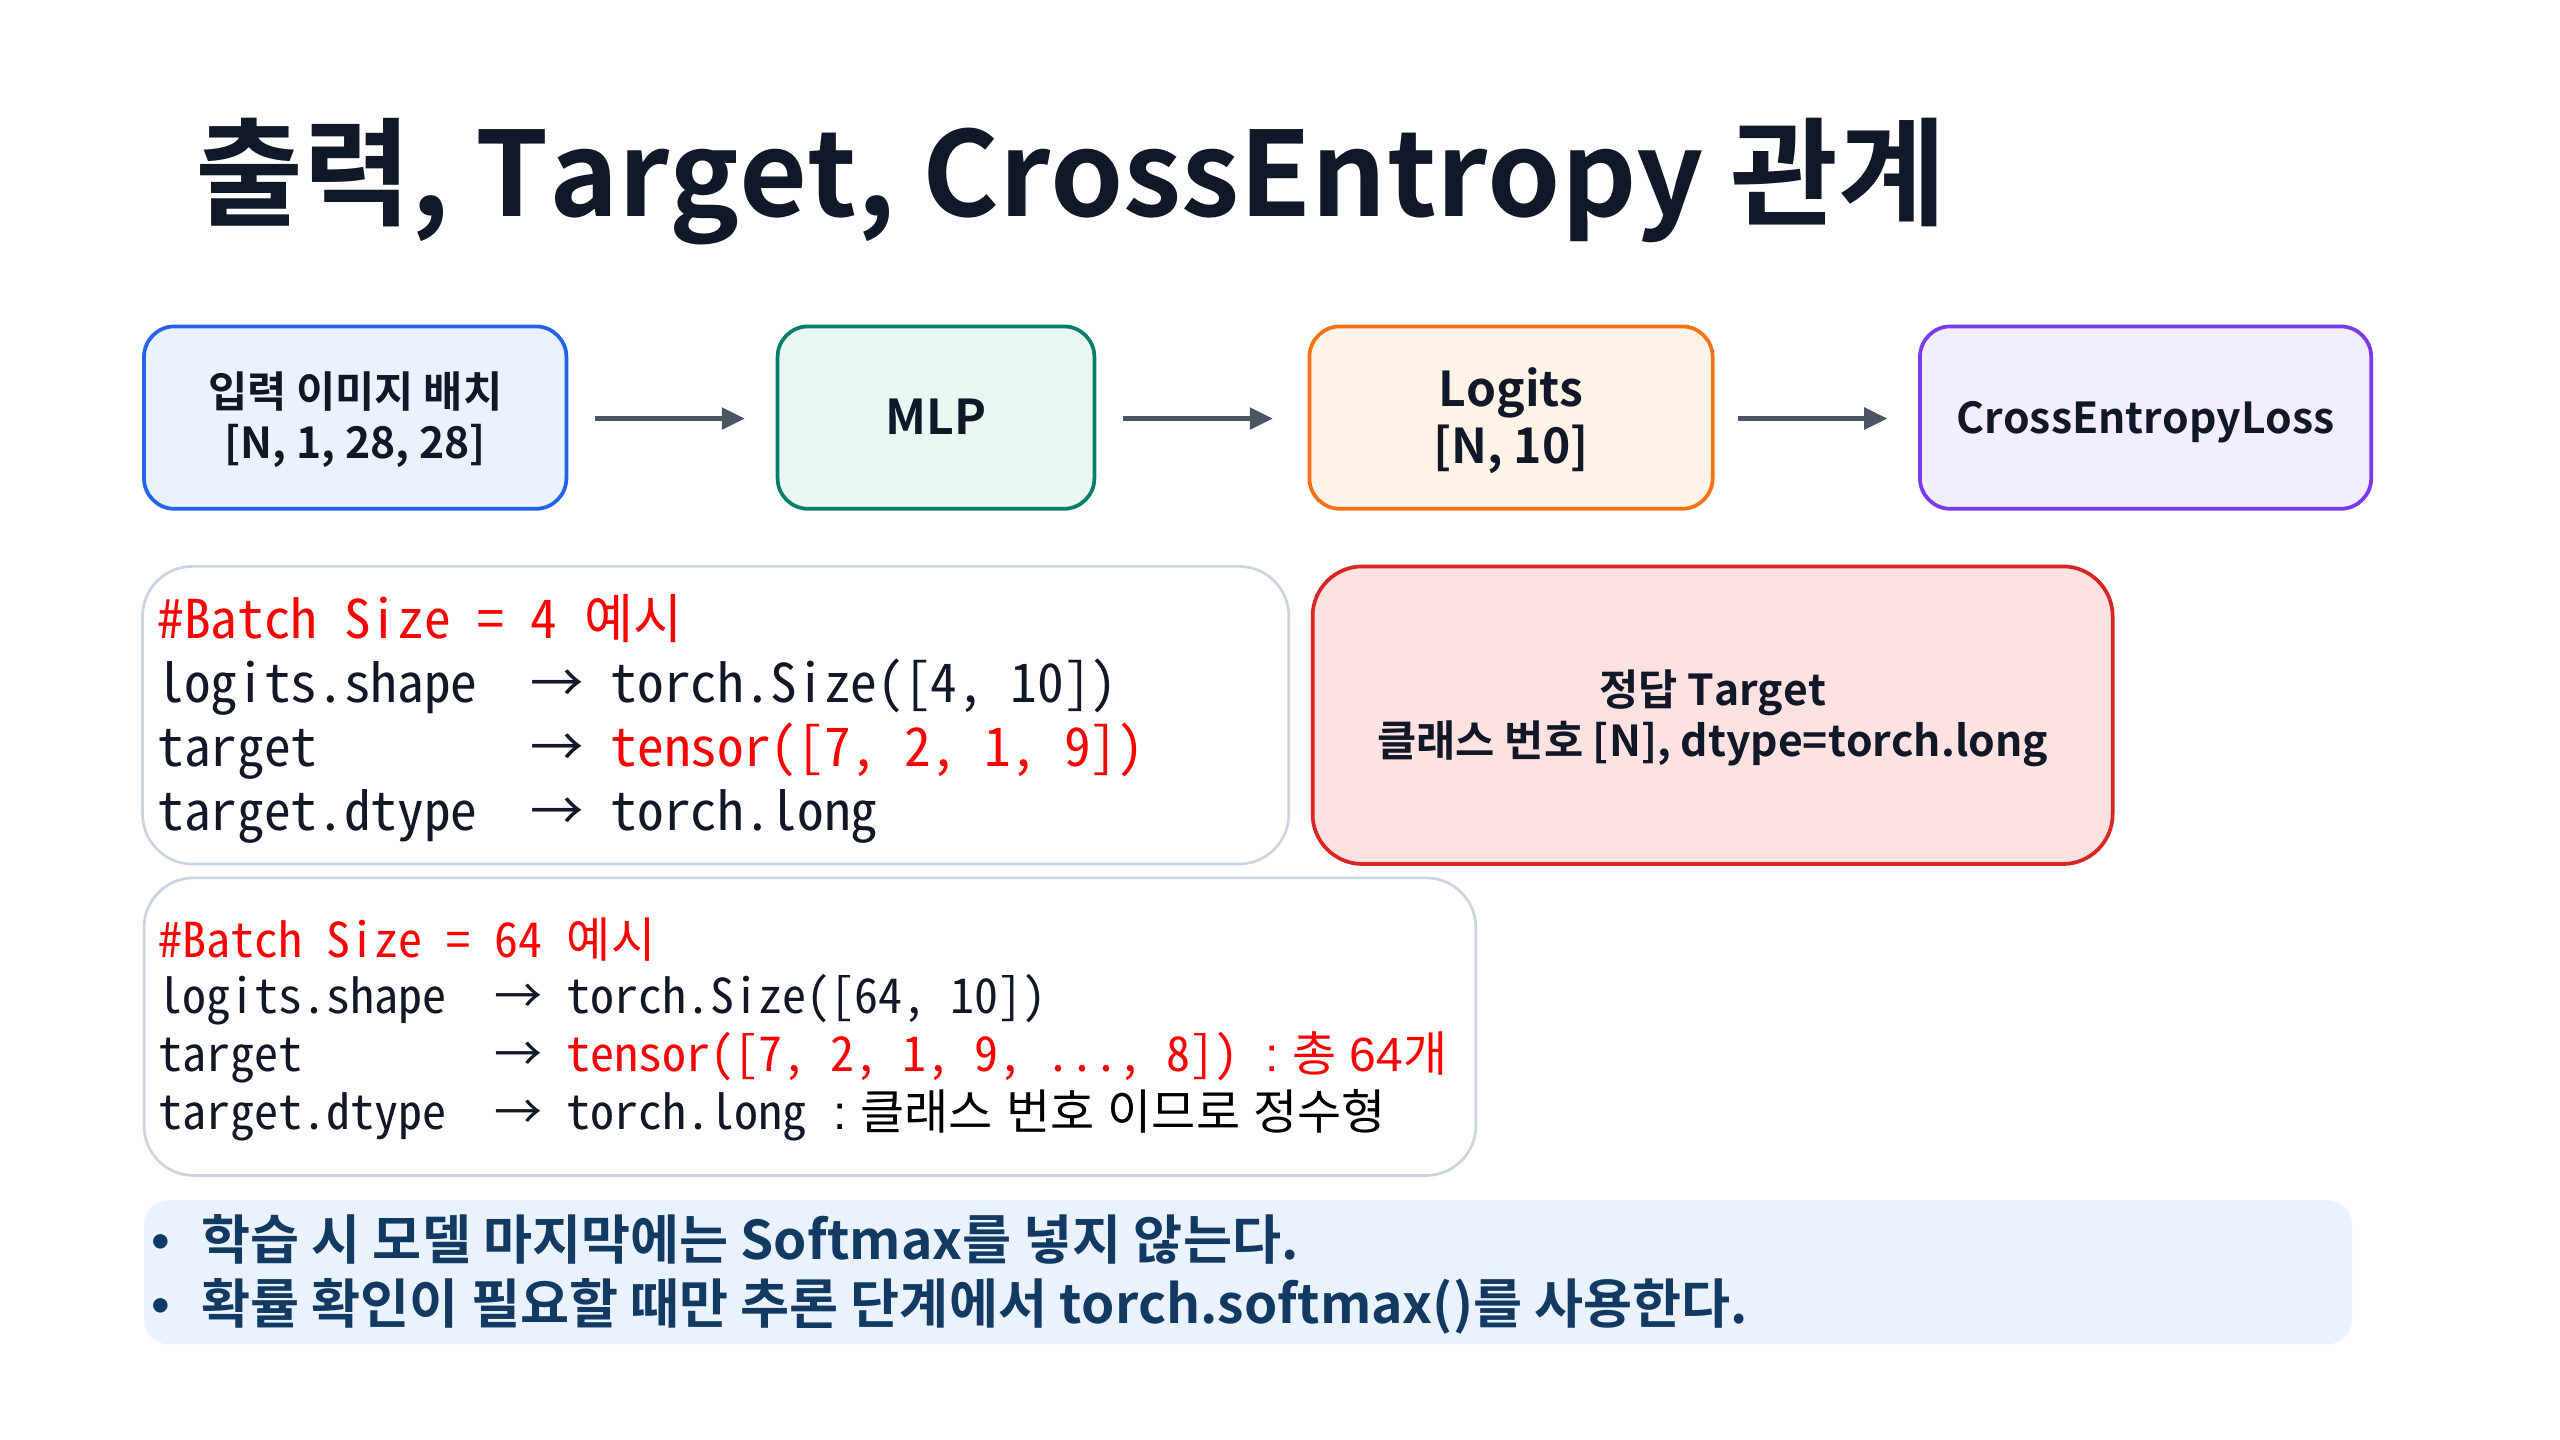 출력, Target, CrossEntropy 관계
입력 이미지 배치
[N, 1, 28, 28]
MLP
Logits
[N, 10]
CrossEntropyLoss
#Batch Size = 4 예시
logits.shape → torch.Size([4, 10])
target → tensor([7, 2, 1, 9])
target.dtype → torch.long
정답 Target
클래스 번호 [N], dtype=torch.long
#Batch Size = 64 예시
logits.shape → torch.Size([64, 10])
target → tensor([7, 2, 1, 9, ..., 8]) : 총 64개
target.dtype → torch.long : 클래스 번호 이므로 정수형
• 학습 시 모델 마지막에는 Softmax를 넣지 않는다.
• 확률 확인이 필요할 때만 추론 단계에서 torch.softmax()를 사용한다.